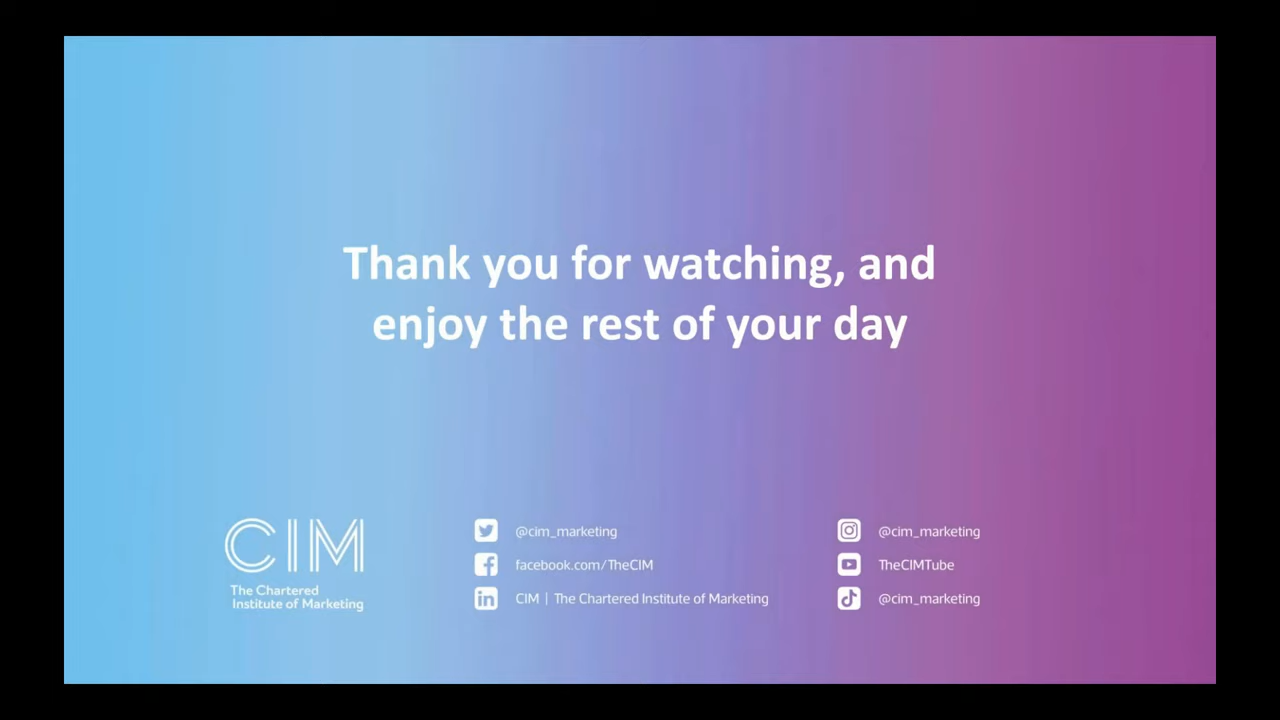 Thank you for watching, and
enjoy the rest of your day
CIM
The Chartered
Institute of Marketing
@cim_marketing
facebook.com/TheCIM
CIM | The Chartered Institute of Marketing
@cim_marketing
TheCIMTube
@cim_marketing